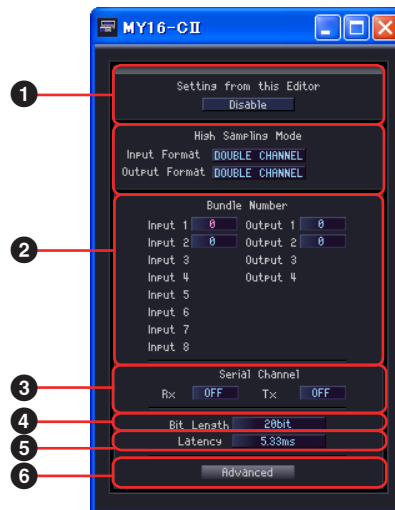 MY16-CII
1
Setting from this Editor
Disable
High Sampling Mode
Input Format DOUBLE CHANNEL
Output Format DOUBLE CHANNEL
2
Bundle Number
Input 1 0 Output 1 0
Input 2 0 Output 2 0
Input 3 Output 3
Input 4 Output 4
Input 5
Input 6
Input 7
Input 8
3
Serial Channel
Rx OFF Tx OFF
4
Bit Length 20bit
5
Latency 5.33ms
6
Advanced